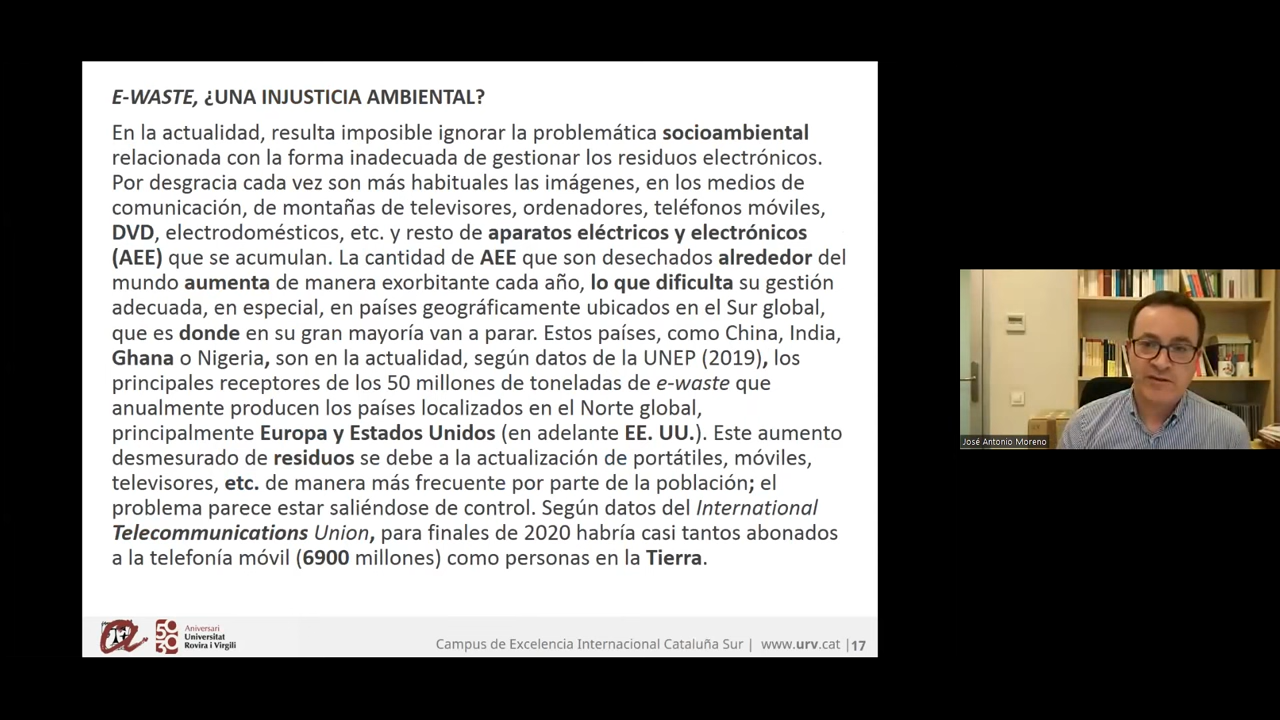 E-WASTE, ¿UNA INJUSTICIA AMBIENTAL?
En la actualidad, resulta imposible ignorar la problemática socioambiental
relacionada con la forma inadecuada de gestionar los residuos electrónicos.
Por desgracia cada vez son más habituales las imágenes, en los medios de
comunicación, de montañas de televisores, ordenadores, teléfonos móviles,
DVD, electrodomésticos, etc. y resto de aparatos eléctricos y electrónicos
(AEE) que se acumulan. La cantidad de AEE que son desechados alrededor del
mundo aumenta de manera exorbitante cada año, lo que dificulta su gestión
adecuada, en especial, en países geográficamente ubicados en el Sur global,
que es donde en su gran mayoría van a parar. Estos países, como China, India,
Ghana o Nigeria, son en la actualidad, según datos de la UNEP (2019), los
principales receptores de los 50 millones de toneladas de e-waste que
anualmente producen los países localizados en el Norte global,
principalmente Europa y Estados Unidos (en adelante EE. UU.). Este aumento
desmesurado de residuos se debe a la actualización de portátiles, móviles,
televisores, etc. de manera más frecuente por parte de la población; el
problema parece estar saliéndose de control. Según datos del International
Telecommunications Union, para finales de 2020 habría casi tantos abonados
a la telefonía móvil (6900 millones) como personas en la Tierra.
Aniversari
Universitat
Rovira i Virgili
Campus de Excelencia Internacional Cataluña Sur | www.urv.cat |17
José Antonio Moreno